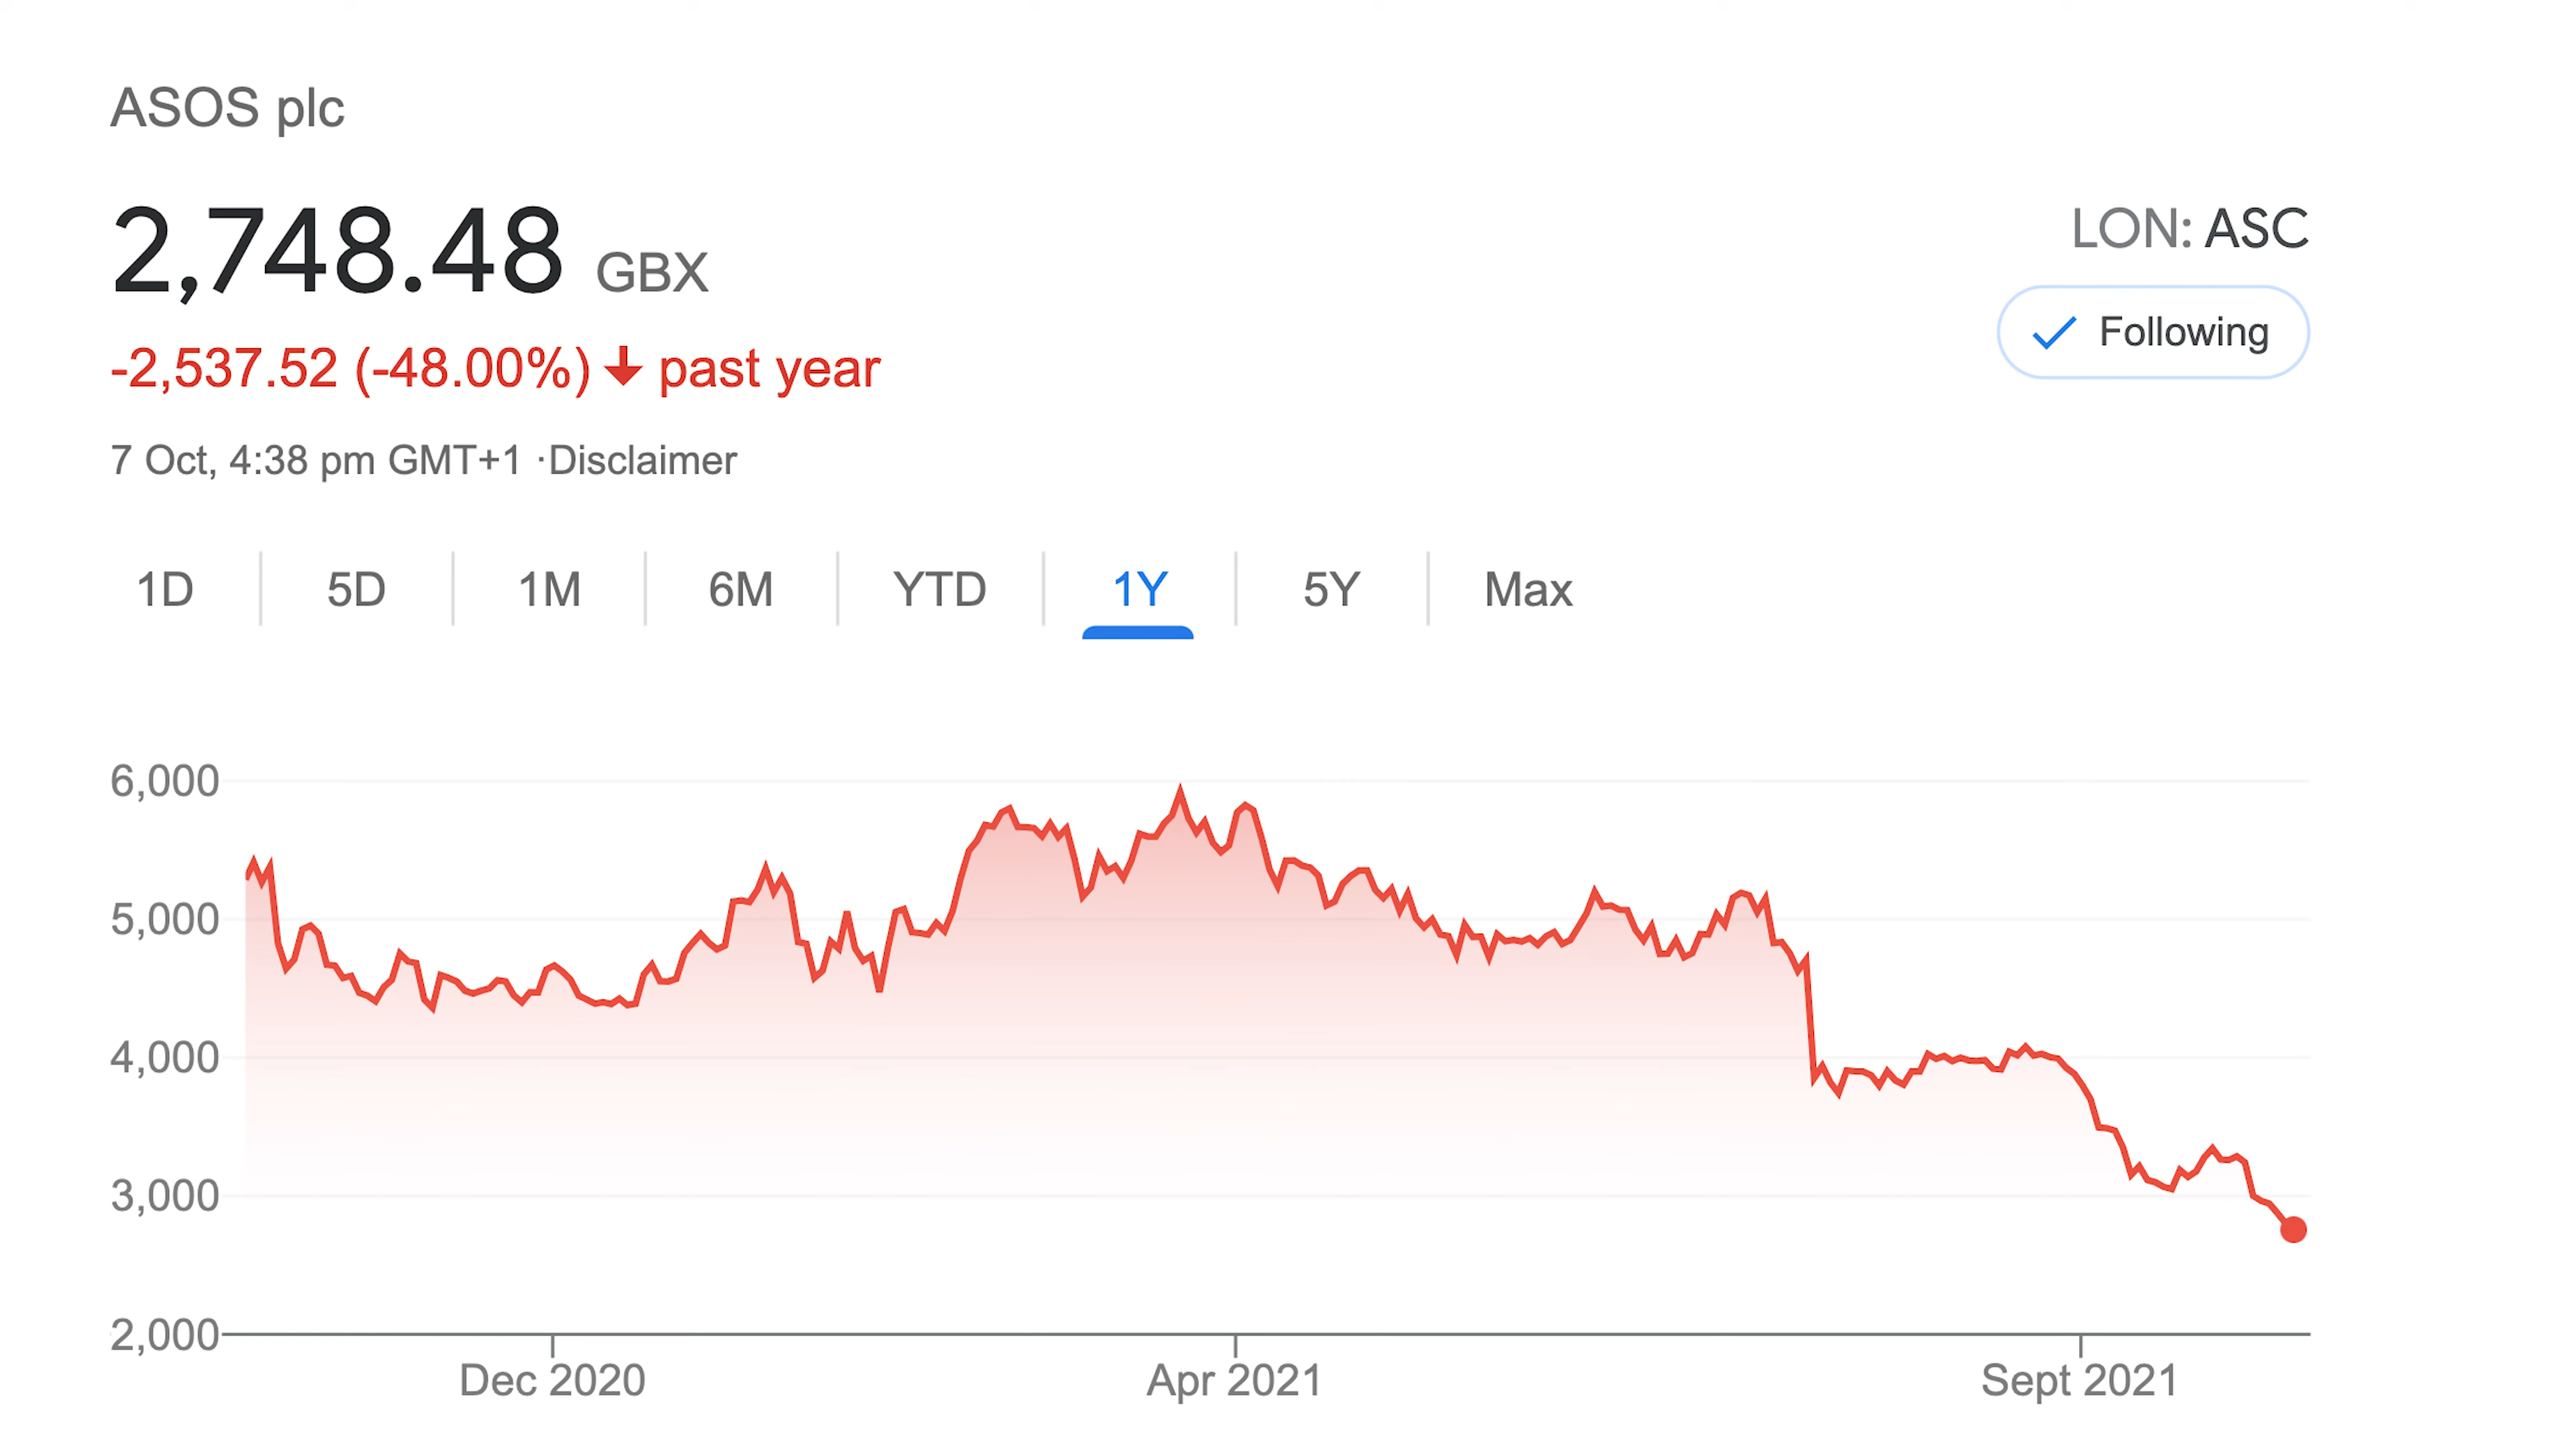 ASOS plc
2,748.48 GBX
LON: ASC
-2,537.52 (-48.00%) past year
Following
7 Oct, 4:38 pm GMT+1 ·Disclaimer
1D 5D 1M 6M YTD 1Y 5Y Max
6,000
5,000
4,000
3,000
2,000
Dec 2020 Apr 2021 Sept 2021